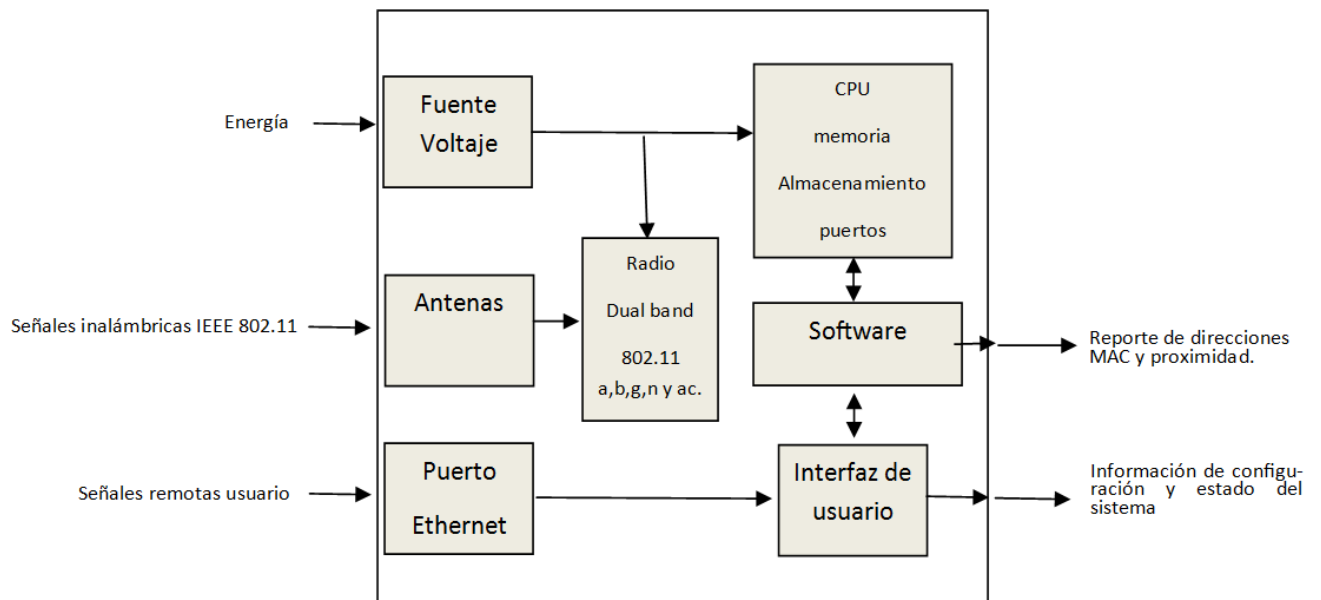 Energía
Fuente
Voltaje
CPU
memoria
Almacenamiento
puertos
Señales inalámbricas IEEE 802.11
Antenas
Radio
Dual band
802.11
a,b,g,n y ac.
Software
Reporte de direcciones
MAC y proximidad.
Señales remotas usuario
Puerto
Ethernet
Interfaz de
usuario
Información de configu-
ración y estado del
sistema